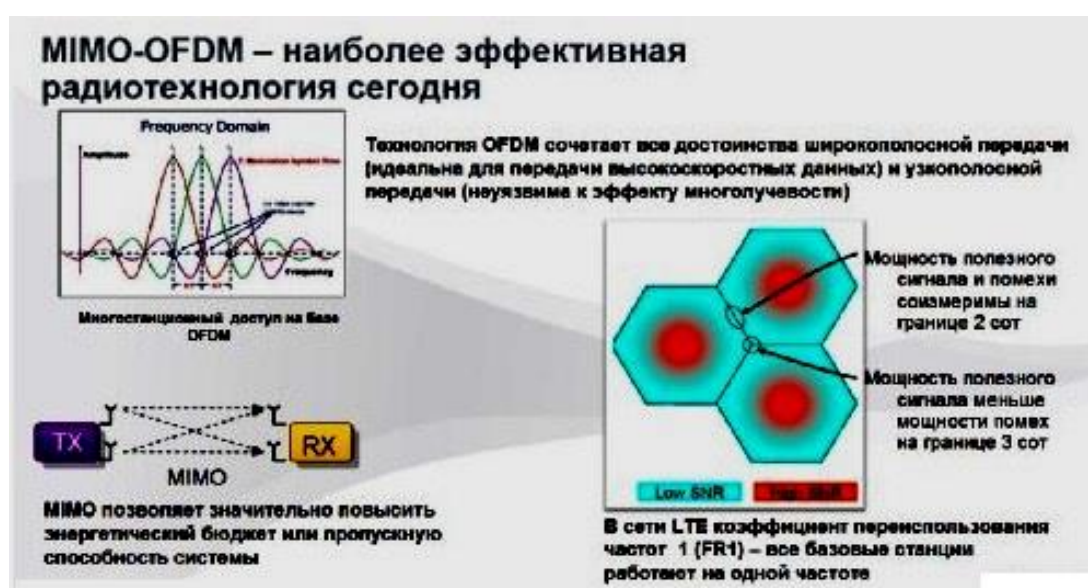 MIMO-OFDM – наиболее эффективная
радиотехнология сегодня
Frequency Domain
Amplitude
Frequency
Многостанционный доступ на базе
OFDM
Технология OFDM сочетает все достоинства широкополосной передачи
(идеальна для передачи высокоскоростных данных) и узкополосной
передачи (неуязвима к эффекту многолучевости)
TX
RX
MIMO
MIMO позволяет значительно повысить
энергетический бюджет или пропускную
способность системы
Мощность полезного
сигнала и помехи
соизмеримы на
границе 2 сот
Мощность полезного
сигнала меньше
мощности помех
на границе 3 сот
Low SNR
SNR
В сети LTE коэффициент переиспользования
частот 1 (FR1) – все базовые станции
работают на одной частоте